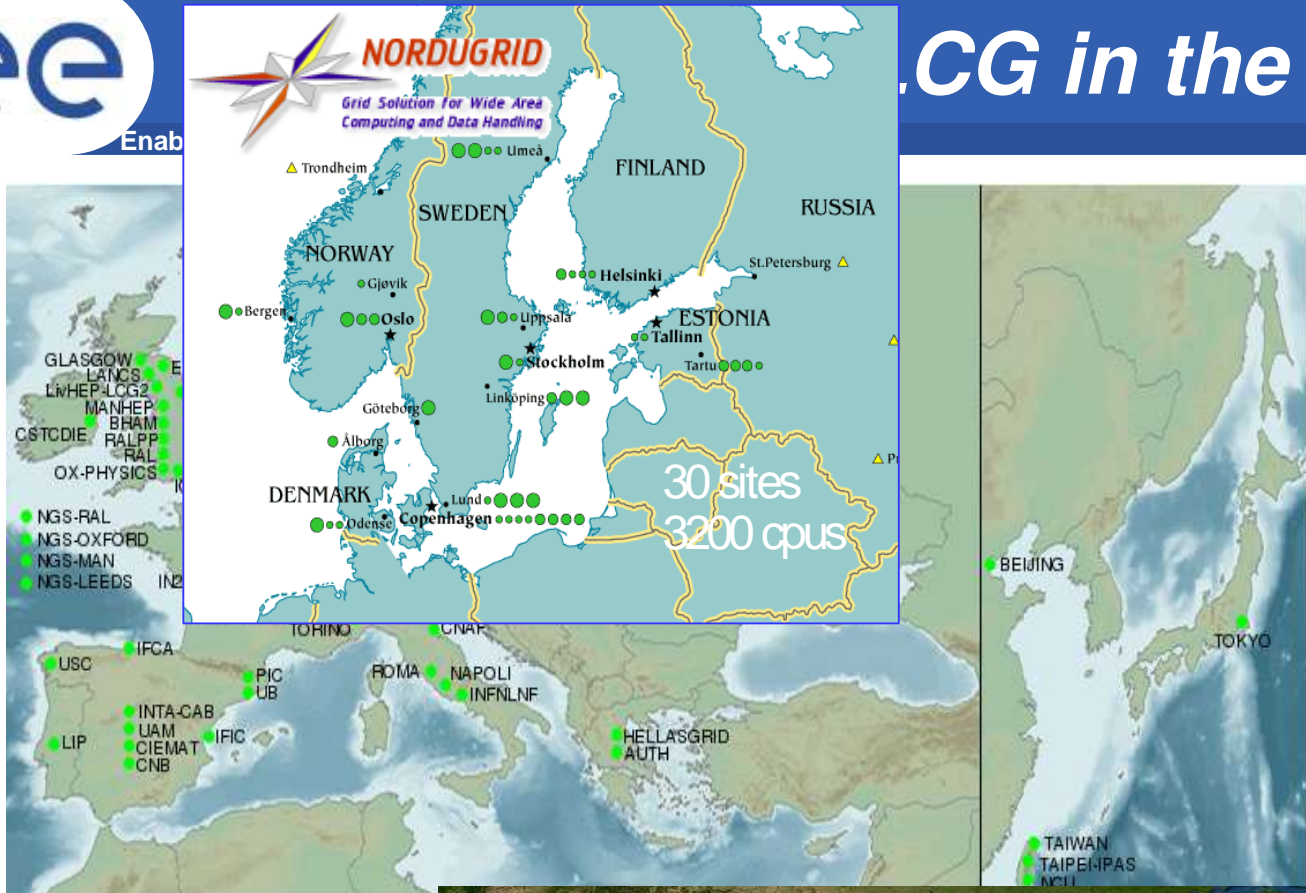 ee
.CG in the
Enab
NORDUGRID
Grid Solution for Wide Area
Computing and Data Handling
Umeå
Trondheim
FINLAND
SWEDEN
RUSSIA
NORWAY
St.Petersburg
Helsinki
Gjøvik
Bergen
Oslo
Uppsala
ESTONIA
Tallinn
Stockholm
Tartu
Linköping
Göteborg
Ålborg
DENMARK
Lund
Copenhagen
Odense
30 sites
3200 cpus
GLASGOW
LANCS
LivHEP-LCG2
MANHEP
BHAM
CSTCDIE
RALPP
RAL
OX-PHYSICS
NGS-RAL
NGS-OXFORD
NGS-MAN
NGS-LEEDS
IN2
BEIJING
TOKYO
TORINO
CNAF
IFCA
USC
PIC
UB
ROMA
NAPOLI
INFNLNF
INTA-CAB
UAM
IFIC
LIP
CIEMAT
CNB
HELLASGRID
AUTH
TAIWAN
TAIPEI-IPAS
NCU